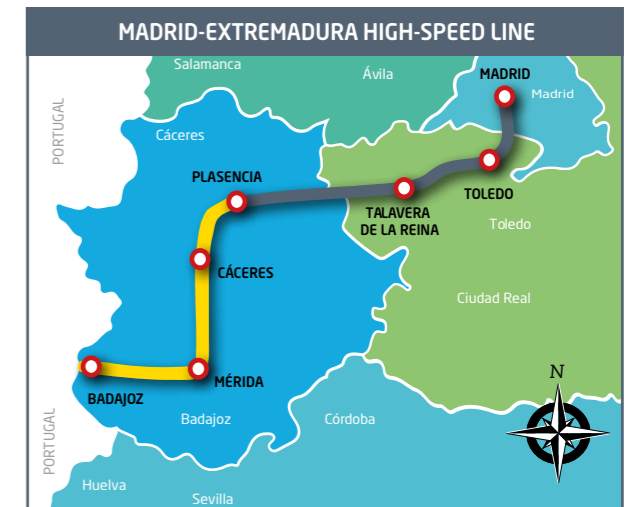 MADRID-EXTREMADURA HIGH-SPEED LINE
Salamanca
Ávila
MADRID
Madrid
PORTUGAL
Cáceres
PLASENCIA
TALAVERA
DE LA REINA
TOLEDO
Toledo
CÁCERES
Ciudad Real
N
MÉRIDA
BADAJOZ
Badajoz
Córdoba
PORTUGAL
Huelva
Sevilla